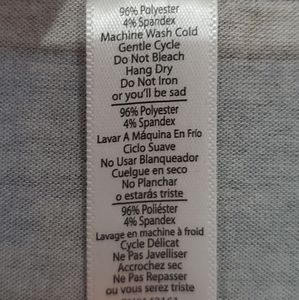 96% Polyester
4% Spandex
Machine Wash Cold
Gentle Cycle
Do Not Bleach
Hang Dry
Do Not Iron
or you'll be sad
96% Polyester
4% Spandex
Lavar A Máquina En Frío
Ciclo Suave
No Usar Blanqueador
Cuelgue en seco
No Planchar
o estarás triste
96% Poliéster
4% Spandex
Lavage en machine à froid
Cycle Délicat
Ne Pas Javelliser
Accrochez sec
Ne Pas Repasser
ou vous serez triste